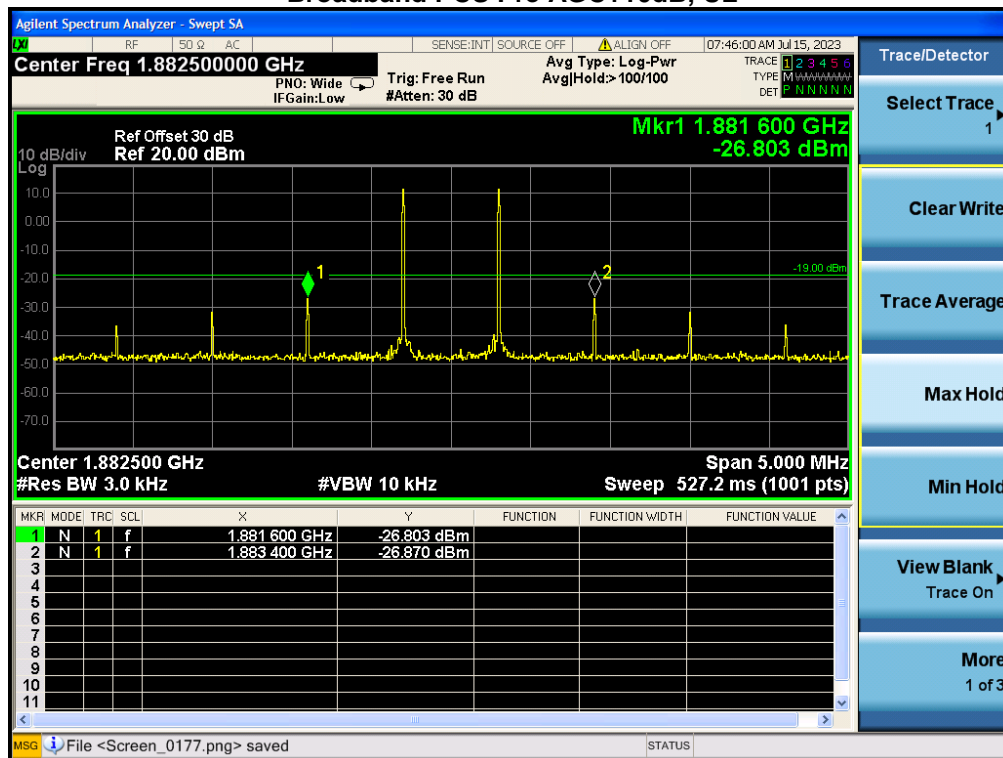 Agilent Spectrum Analyzer - Swept SA
LXI RF 50 Ω AC SENSE:INT SOURCE OFF ALIGN OFF 07:46:00 AM Jul 15, 2023
Center Freq 1.882500000 GHz
PNO: Wide
IFGain:Low
Trig: Free Run
#Atten: 30 dB
Avg Type: Log-Pwr
Avg|Hold:>100/100
TRACE 1 2 3 4 5 6
TYPE M
DET P N N N N N
Mkr1 1.881 600 GHz
-26.803 dBm
Ref Offset 30 dB
10 dB/div Ref 20.00 dBm
Log
10.0
0.00
-10.0
-20.0
-30.0
-40.0
-50.0
-60.0
-70.0
1
2
-19.00 dBm
Center 1.882500 GHz Span 5.000 MHz
#Res BW 3.0 kHz #VBW 10 kHz Sweep 527.2 ms (1001 pts)
MKR MODE TRC SCL X Y FUNCTION FUNCTION WIDTH FUNCTION VALUE
1 N 1 f 1.881 600 GHz -26.803 dBm
2 N 1 f 1.883 400 GHz -26.870 dBm
3
4
5
6
7
8
9
10
11
MSG File <Screen_0177.png> saved STATUS
Trace/Detector
Select Trace
1
Clear Write
Trace Average
Max Hold
Min Hold
View Blank
Trace On
More
1 of 3